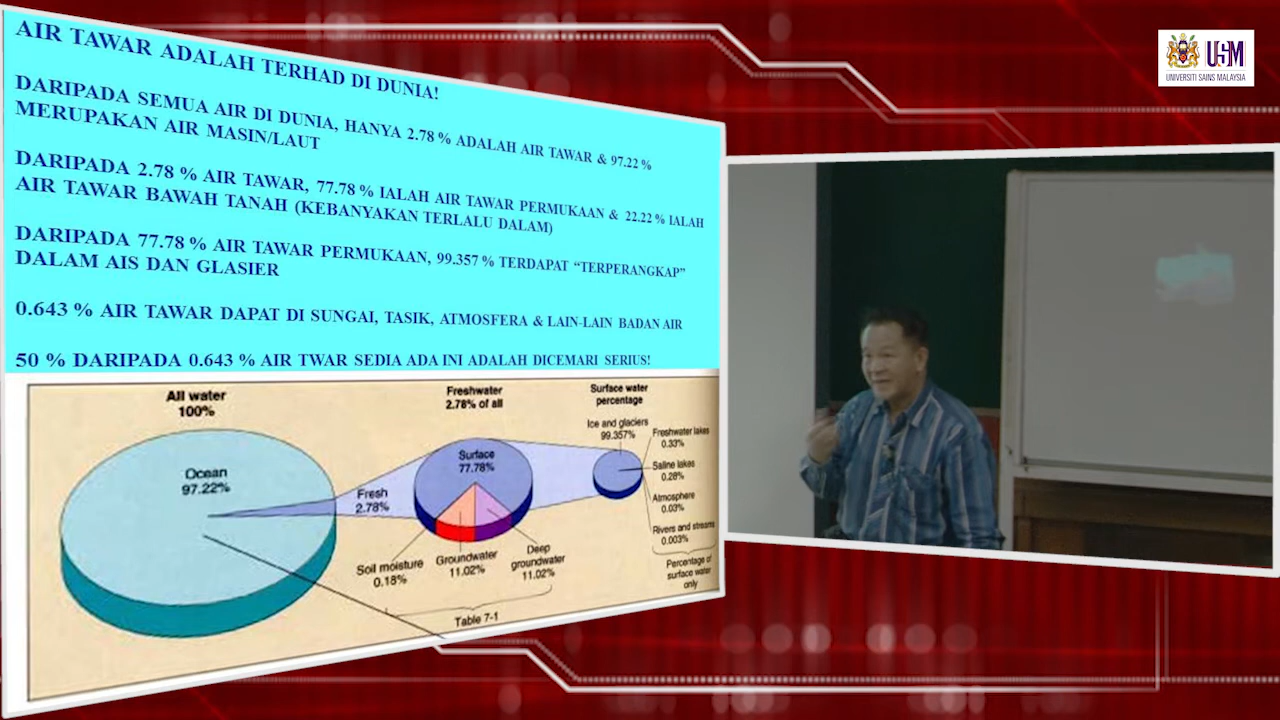 AIR TAWAR ADALAH TERHAD DI DUNIA!
DARIPADA SEMUA AIR DI DUNIA, HANYA 2.78 % ADALAH AIR TAWAR & 97.22 %
MERUPAKAN AIR MASIN/LAUT
DARIPADA 2.78 % AIR TAWAR, 77.78 % IALAH AIR TAWAR PERMUKAAN & 22.22 % IALAH
AIR TAWAR BAWAH TANAH (KEBANYAKAN TERLALU DALAM)
DARIPADA 77.78 % AIR TAWAR PERMUKAAN, 99.357 % TERDAPAT “TERPERANGKAP”
DALAM AIS DAN GLASIER
0.643 % AIR TAWAR DAPAT DI SUNGAI, TASIK, ATMOSFERA & LAIN-LAIN BADAN AIR
50 % DARIPADA 0.643 % AIR TWAR SEDIA ADA INI ADALAH DICEMARI SERIUS!
All water
100%
Ocean
97.22%
Fresh
2.78%
Freshwater
2.78% of all
Surface
77.78%
Soil moisture
0.18%
Groundwater
11.02%
Deep
groundwater
11.02%
Table 7-1
Surface water
percentage
Ice and glaciers
99.357%
Freshwater lakes
0.33%
Saline lakes
0.28%
Atmosphere
0.03%
Rivers and streams
0.003%
Percentage of
surface water
only
USM
UNIVERSITI SAINS MALAYSIA